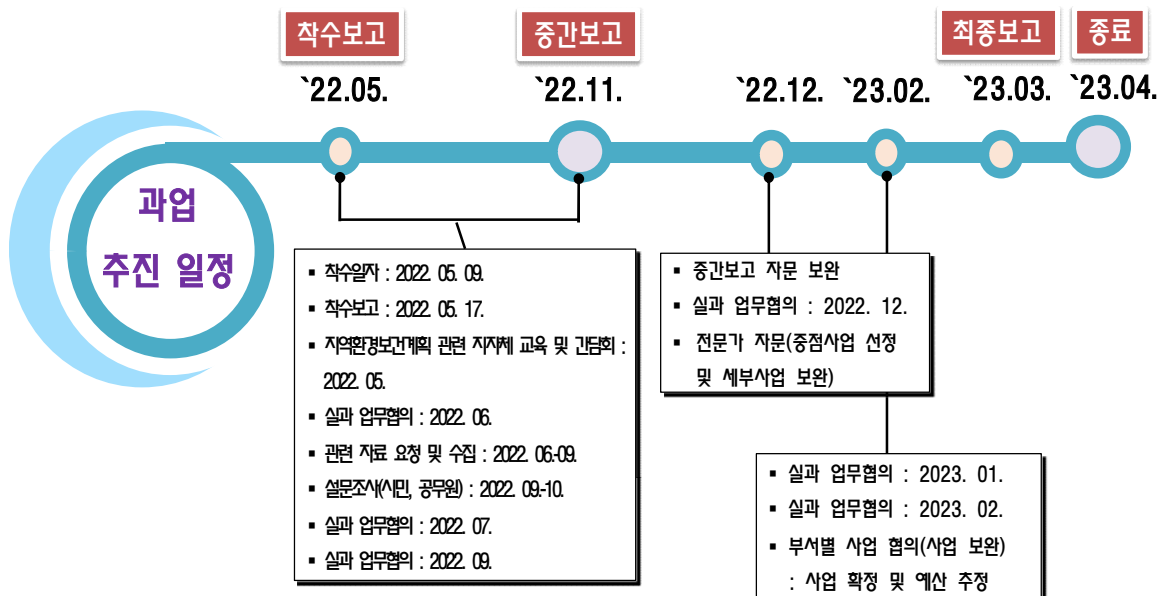 착수보고
중간보고
최종보고
종료
`22.05.
`22.11.
`22.12.
`23.02.
`23.03.
`23.04.
과업
추진 일정
▪ 착수일자 : 2022. 05. 09.
▪ 착수보고 : 2022. 05. 17.
▪ 지역환경보건계획 관련 지자체 교육 및 간담회 :
2022. 05.
▪ 실과 업무협의 : 2022. 06.
▪ 관련 자료 요청 및 수집 : 2022. 06.-09.
▪ 설문조사(시민, 공무원) : 2022. 09.-10.
▪ 실과 업무협의 : 2022. 07.
▪ 실과 업무협의 : 2022. 09.
▪ 중간보고 자문 보완
▪ 실과 업무협의 : 2022. 12.
▪ 전문가 자문(중점사업 선정
및 세부사업 보완)
▪ 실과 업무협의 : 2023. 01.
▪ 실과 업무협의 : 2023. 02.
▪ 부서별 사업 협의(사업 보완)
: 사업 확정 및 예산 추정